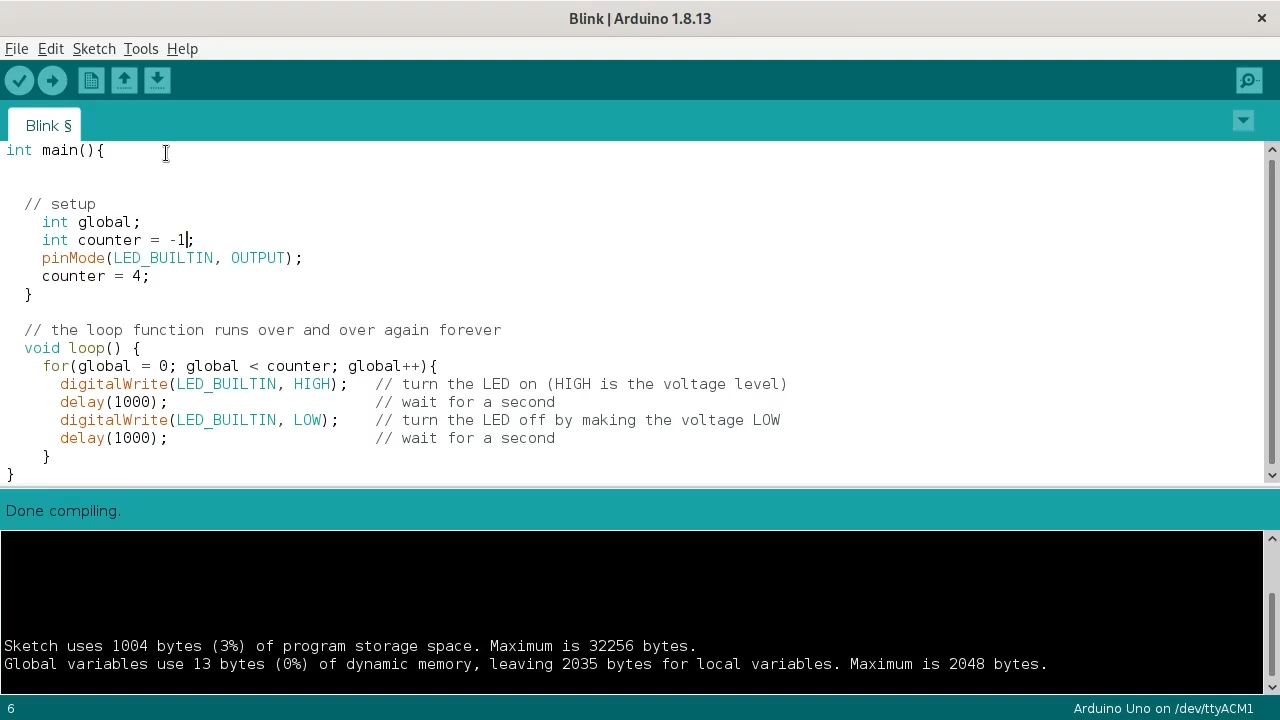 Blink | Arduino 1.8.13
File Edit Sketch Tools Help
Blink §
int main(){
// setup
int global;
int counter = -1;
pinMode(LED_BUILTIN, OUTPUT);
counter = 4;
}
// the loop function runs over and over again forever
void loop() {
for(global = 0; global < counter; global++){
digitalWrite(LED_BUILTIN, HIGH);   // turn the LED on (HIGH is the voltage level)
delay(1000);                       // wait for a second
digitalWrite(LED_BUILTIN, LOW);    // turn the LED off by making the voltage LOW
delay(1000);                       // wait for a second
}
}
Done compiling.
Sketch uses 1004 bytes (3%) of program storage space. Maximum is 32256 bytes.
Global variables use 13 bytes (0%) of dynamic memory, leaving 2035 bytes for local variables. Maximum is 2048 bytes.
6 Arduino Uno on /dev/ttyACM1